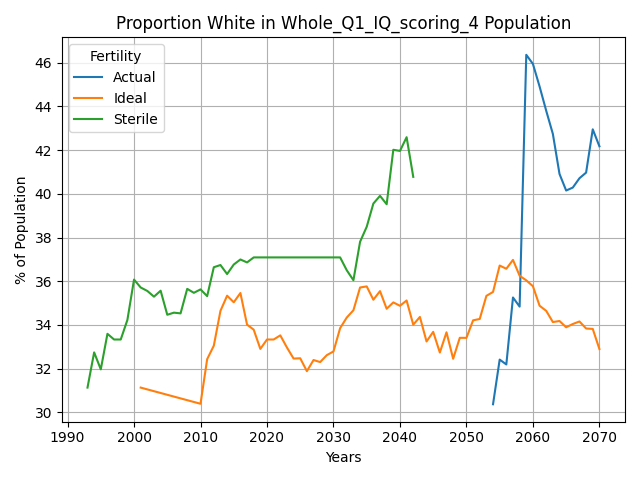 Proportion White in Whole_Q1_IQ_scoring_4 Population
Fertility
Actual
Ideal
Sterile
% of Population
46
44
42
40
38
36
34
32
30
1990 2000 2010 2020 2030 2040 2050 2060 2070
Years